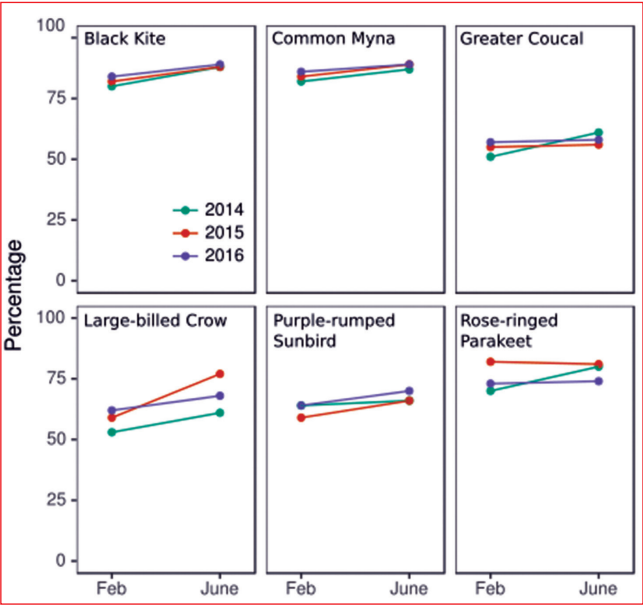 Percentage
100
75
50
25
0
Black Kite
2014
2015
2016
Common Myna
Greater Coucal
100
75
50
25
0
Large-billed Crow
Purple-rumped
Sunbird
Rose-ringed
Parakeet
Feb June
Feb June
Feb June